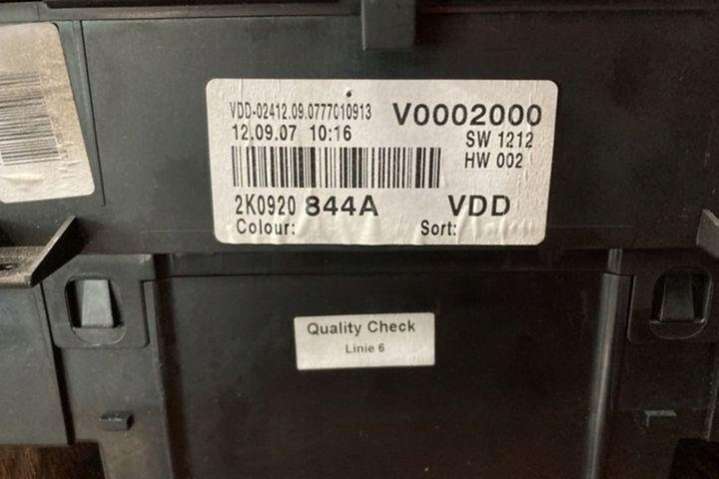 VDD-02412.09.0777010913 V0002000
12.09.07 10:16 SW 1212
HW 002
2K0920 844A VDD
Colour: Sort:
Quality Check
Linie 6